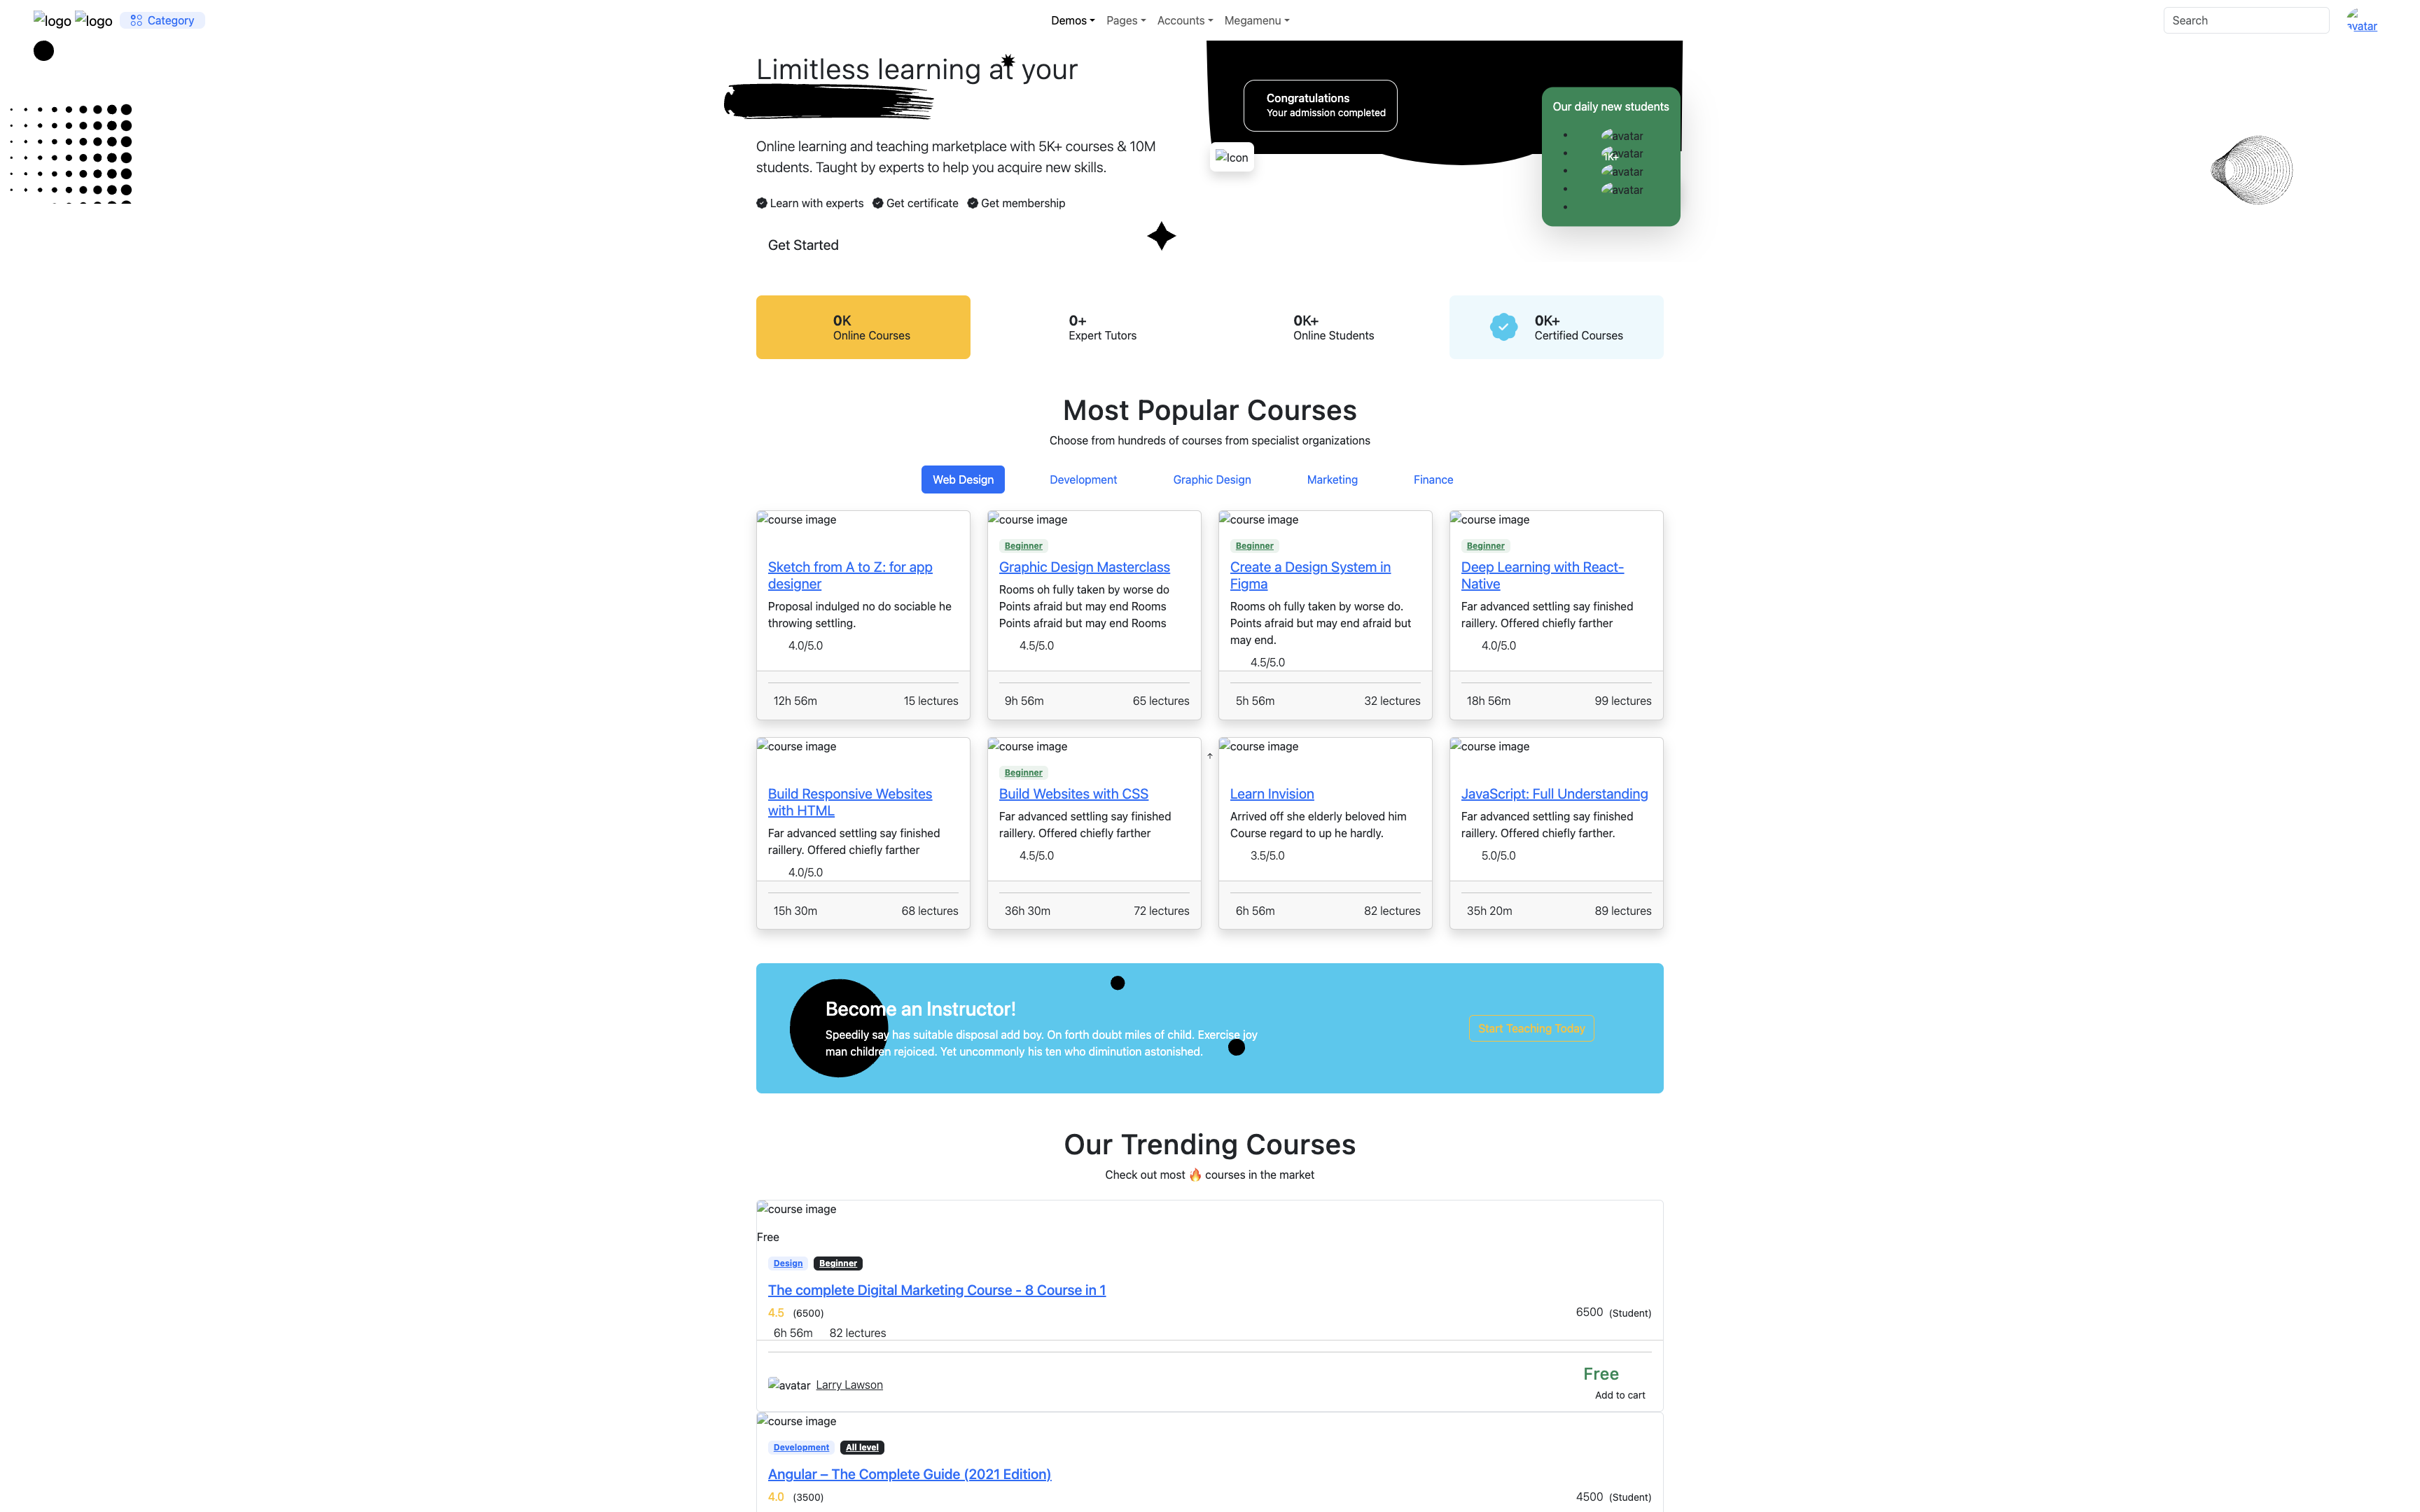 logo logo Category Demos Pages Accounts Megamenu Search avatar
Limitless learning at your
Online learning and teaching marketplace with 5K+ courses & 10M
students. Taught by experts to help you acquire new skills.
Learn with experts Get certificate Get membership
Get Started
Congratulations
Your admission completed
Icon
Our daily new students
avatar
avatar
1K+
avatar
avatar
0K
Online Courses
0+
Expert Tutors
0K+
Online Students
0K+
Certified Courses
Most Popular Courses
Choose from hundreds of courses from specialist organizations
Web Design Development Graphic Design Marketing Finance
course image
Sketch from A to Z: for app
designer
Proposal indulged no do sociable he
throwing settling.
4.0/5.0
12h 56m 15 lectures
course image
Beginner
Graphic Design Masterclass
Rooms oh fully taken by worse do
Points afraid but may end Rooms
Points afraid but may end Rooms
4.5/5.0
9h 56m 65 lectures
course image
Beginner
Create a Design System in
Figma
Rooms oh fully taken by worse do.
Points afraid but may end afraid but
may end.
4.5/5.0
5h 56m 32 lectures
course image
Beginner
Deep Learning with React-
Native
Far advanced settling say finished
raillery. Offered chiefly farther
4.0/5.0
18h 56m 99 lectures
course image
Build Responsive Websites
with HTML
Far advanced settling say finished
raillery. Offered chiefly farther
4.0/5.0
15h 30m 68 lectures
course image
Beginner
Build Websites with CSS
Far advanced settling say finished
raillery. Offered chiefly farther
4.5/5.0
36h 30m 72 lectures
course image
Learn Invision
Arrived off she elderly beloved him
Course regard to up he hardly.
3.5/5.0
6h 56m 82 lectures
course image
JavaScript: Full Understanding
Far advanced settling say finished
raillery. Offered chiefly farther.
5.0/5.0
35h 20m 89 lectures
Become an Instructor!
Speedily say has suitable disposal add boy. On forth doubt miles of child. Exercise joy
man children rejoiced. Yet uncommonly his ten who diminution astonished.
Start Teaching Today
Our Trending Courses
Check out most 🔥 courses in the market
course image
Free
Design Beginner
The complete Digital Marketing Course - 8 Course in 1
4.5 (6500) 6500 (Student)
6h 56m 82 lectures
avatar Larry Lawson
Free
Add to cart
course image
Development All level
Angular – The Complete Guide (2021 Edition)
4.0 (3500) 4500 (Student)